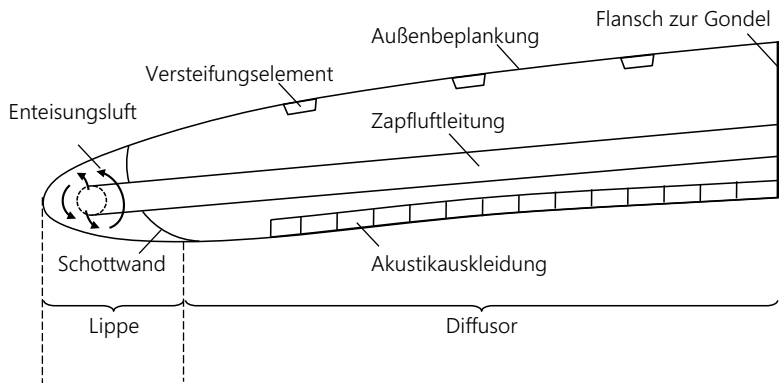 Flansch zur Gondel
Außenbeplankung
Versteifungselement
Enteisungsluft
Zapfluftleitung
Schottwand
Akustikauskleidung
Lippe
Diffusor